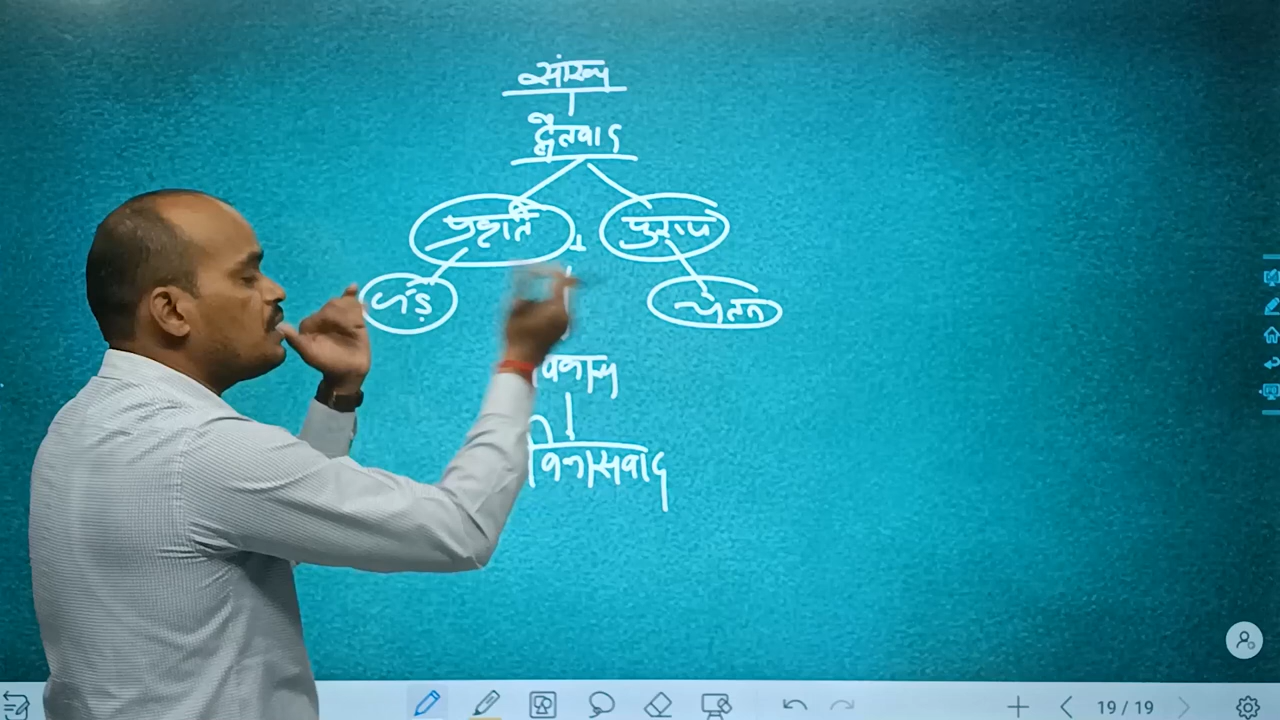 सांख्य
द्वैतवाद
प्रकृति + पुरुष
जड़ चेतन
विकास
विकासवाद
19 / 19